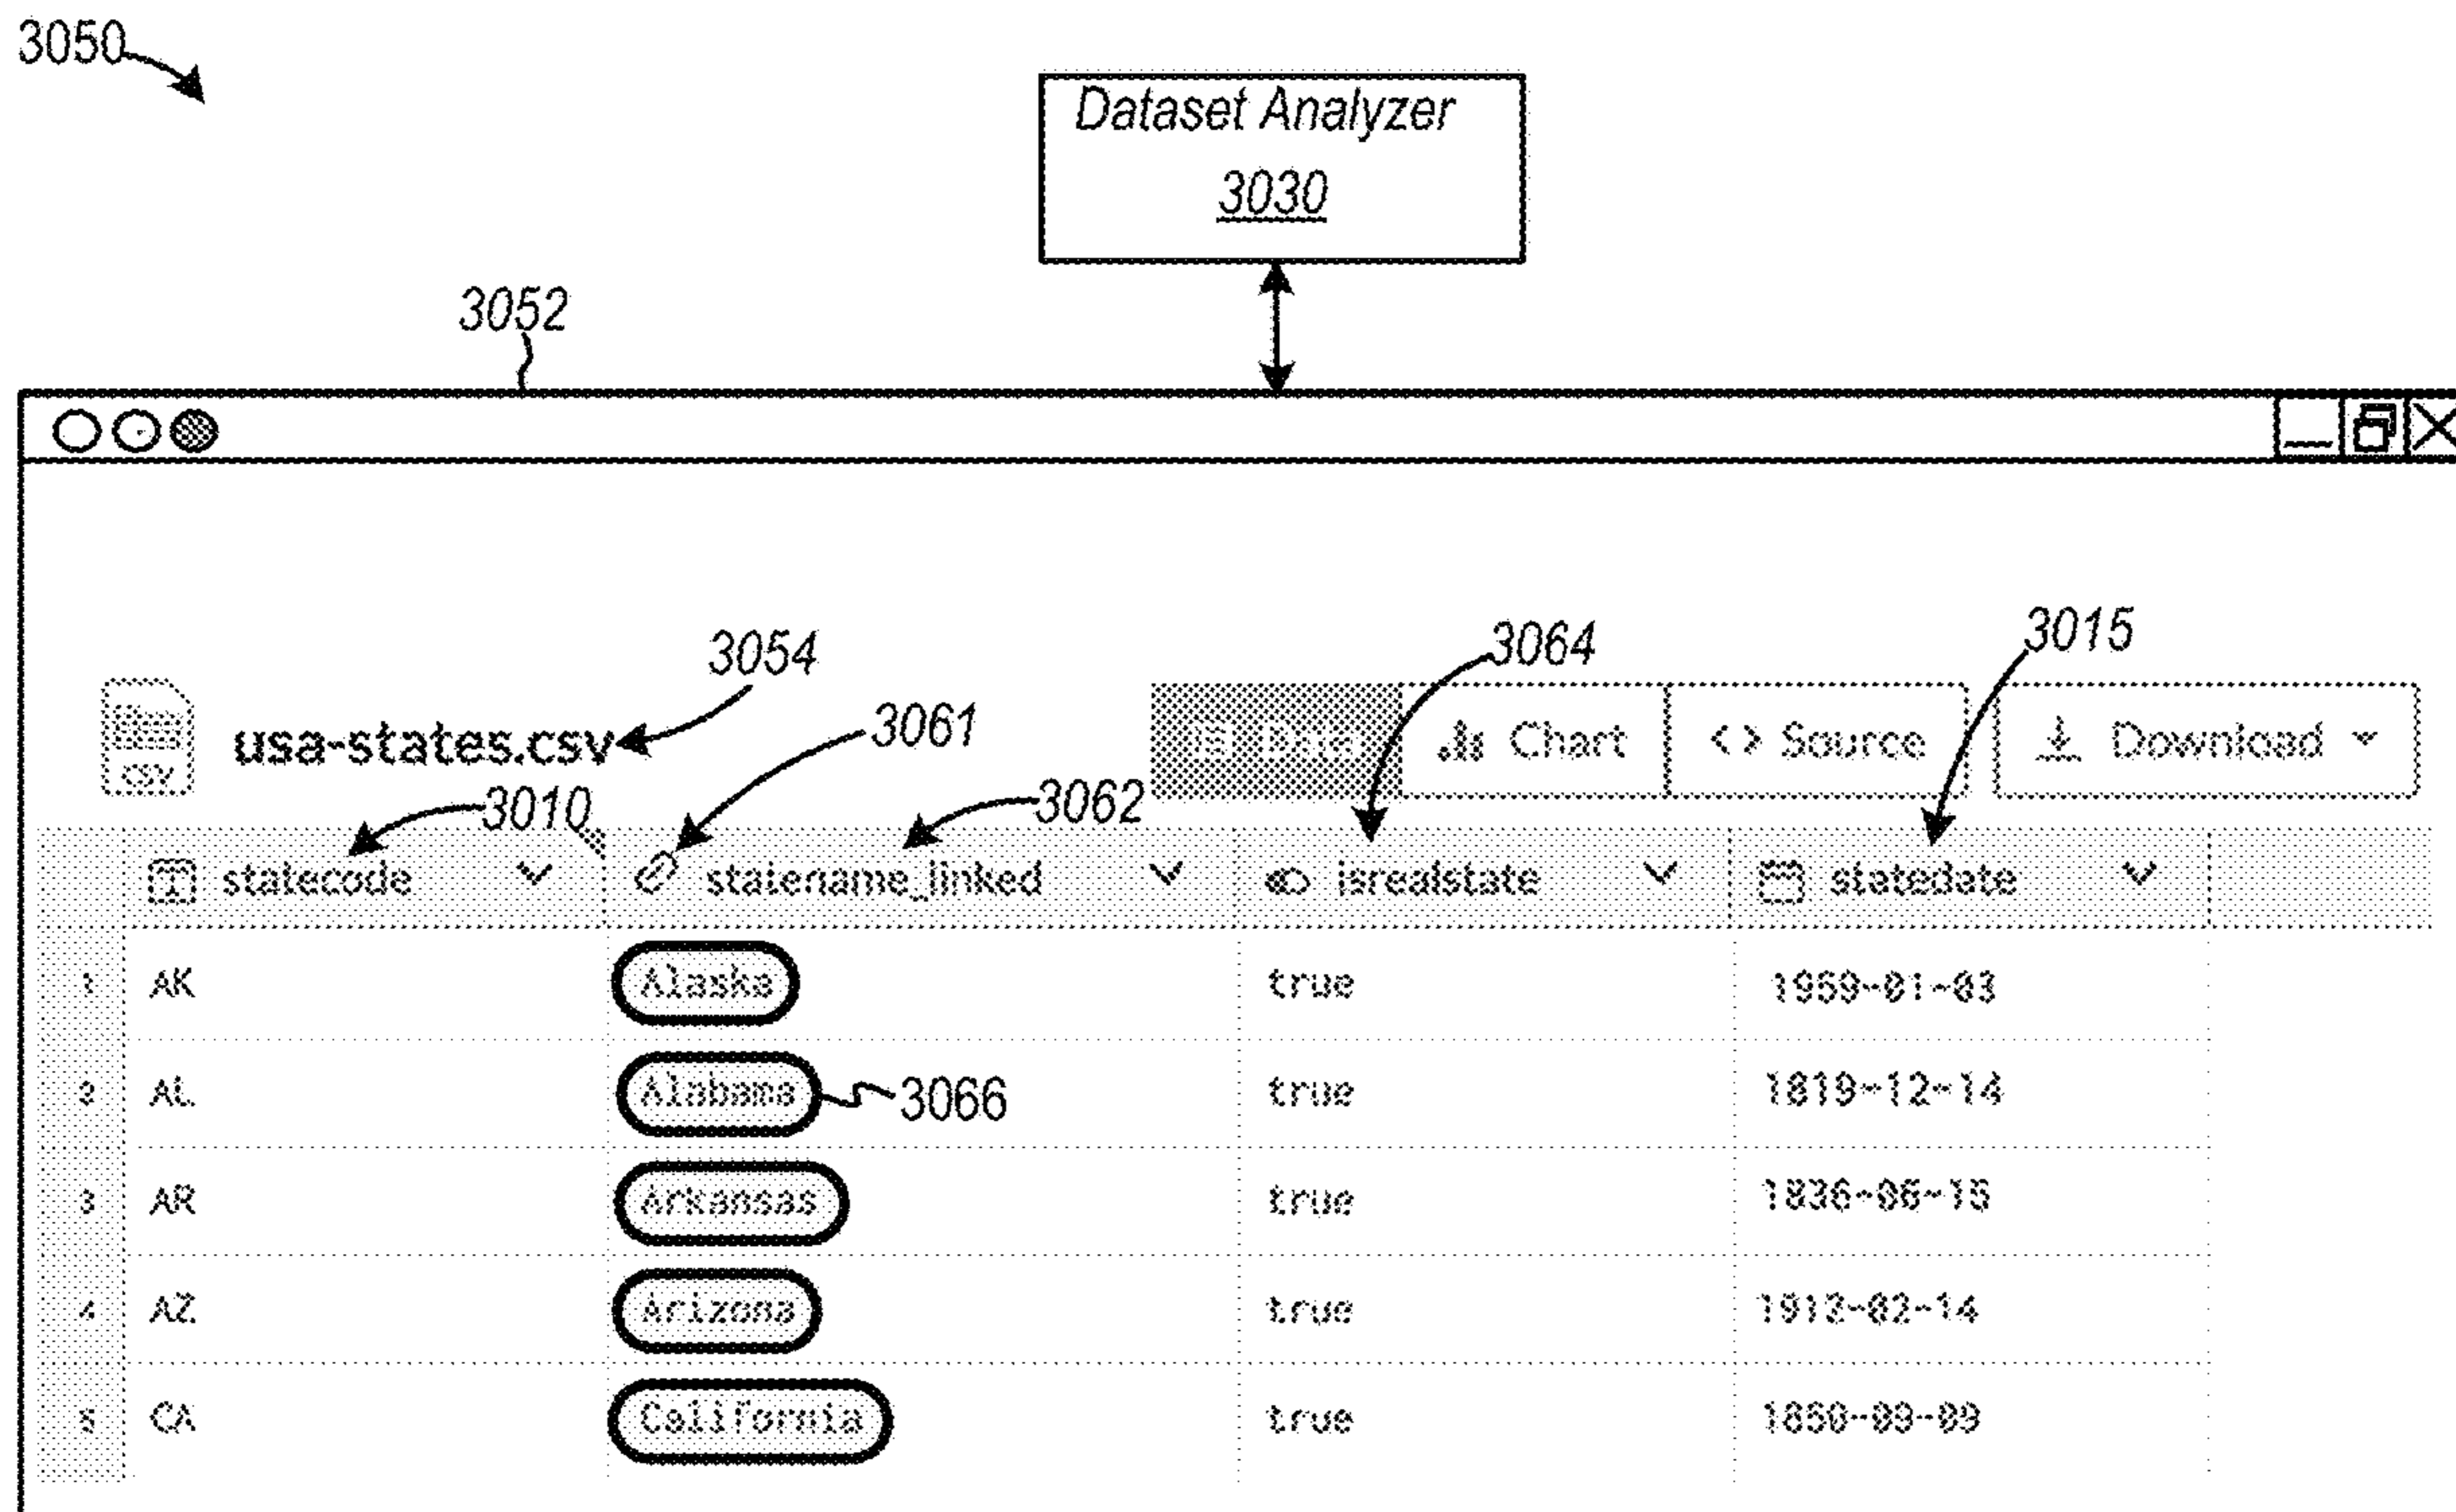 3050
Dataset Analyzer
3030
3052
3054
3061
3064
3015
csv
usa-states.csv
Chart
<> Source
Download
3010
3062
T statecode
statename_linked
isrealstate
statedate
1 AK Alaska true 1959-01-03
2 AL Alabama true 1819-12-14
3066
3 AR Arkansas true 1836-06-15
4 AZ Arizona true 1912-02-14
5 CA California true 1850-09-09